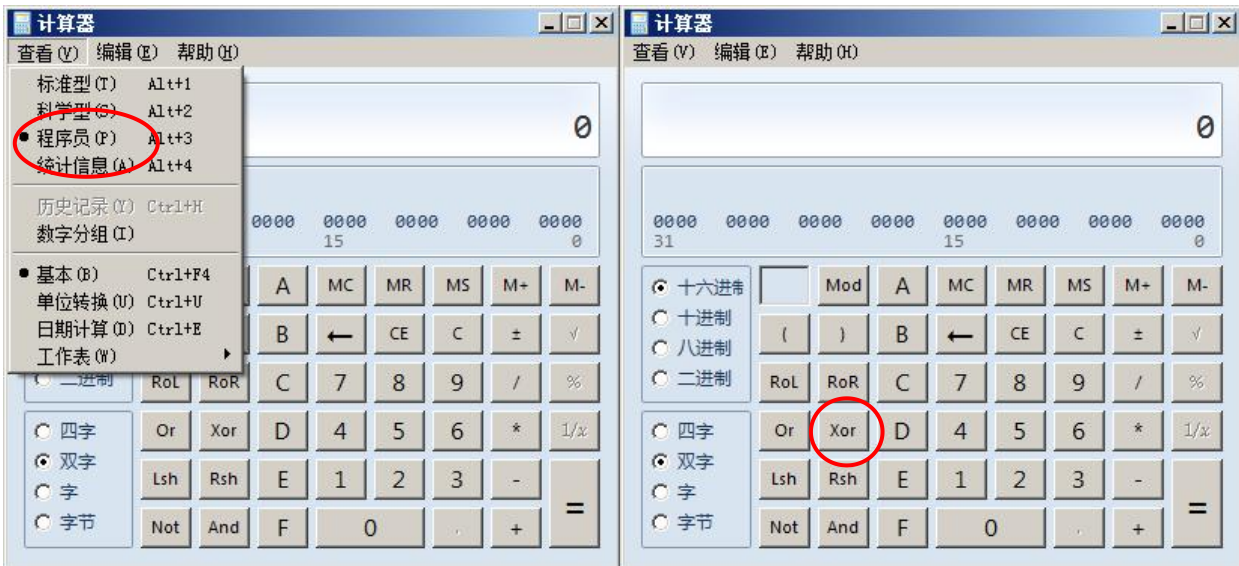 计算器
查看(V) 编辑(E) 帮助(H)
标准型(T) Alt+1
科学型(S) Alt+2
程序员(P) Alt+3
统计信息(A) Alt+4
历史记录(Y) Ctrl+H
数字分组(I)
基本(B) Ctrl+F4
单位转换(U) Ctrl+U
日期计算(D) Ctrl+E
工作表(W)
0
0000 0000 0000 0000 0000
15 0
A MC MR MS M+ M-
B ← CE C ± √
二进制 RoL RoR C 7 8 9 / %
四字 Or Xor D 4 5 6 * 1/x
双字
字 Lsh Rsh E 1 2 3 - =
字节 Not And F 0 . +
计算器
查看(V) 编辑(E) 帮助(H)
0
0000 0000 0000 0000 0000 0000 0000 0000
31 15 0
十六进制 Mod A MC MR MS M+ M-
十进制
八进制 ( ) B ← CE C ± √
二进制 RoL RoR C 7 8 9 / %
四字 Or Xor D 4 5 6 * 1/x
双字
字 Lsh Rsh E 1 2 3 - =
字节 Not And F 0 . +